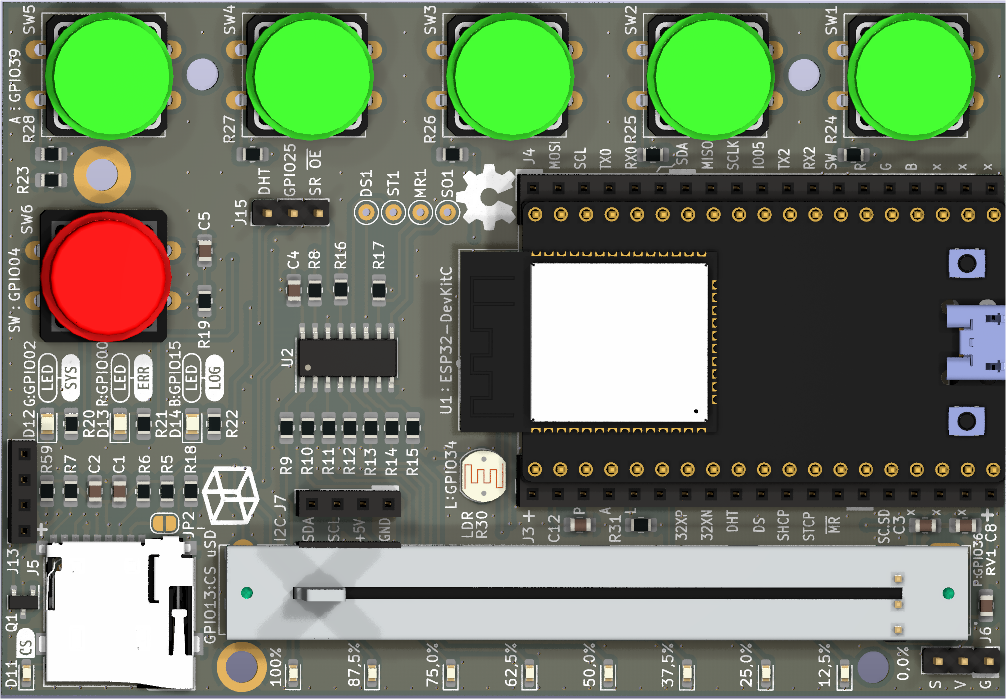 SW5
SW4
SW3
SW2
SW1
A : GPIO39
R28
R27
R26
R25
R24
R23
DHT
GPIO25
SR OE
J15
DS1
ST1
MR1
SO1
J4
MOSI
SCL
TX0
RX0
SDA
MISO
SCLK
IO05
TX2
RX2
SW
R
G
B
x
x
x
SW6
SW : GPIO04
C5
R19
C4
R8
R16
R17
U2
U1 ESP32-DevKitC
D12 G:GPIO02
LED
SYS
D13 R:GPIO00
LED
ERR
D14 B:GPIO15
LED
LOG
R20
R21
R22
R9
R10
R11
R12
R13
R14
R15
R59
R7
C2
C1
R6
R5
R18
L:GPIO34
LDR
R30
JP2
I2C J7
SDA
SCL
+5V
GND
J3+
C12
P
R31
A
L
32XP
32XN
DHT
DS
SHCP
STCP
MR
SCSD
C3
x
x
C8
RV1
P:GPIO36
J13
J5
+
GPIO13:CS uSD
Q1
D11
CS
100%
87,5%
75,0%
62,5%
50,0%
37,5%
25,0%
12,5%
0,0%
J6
S
V
G